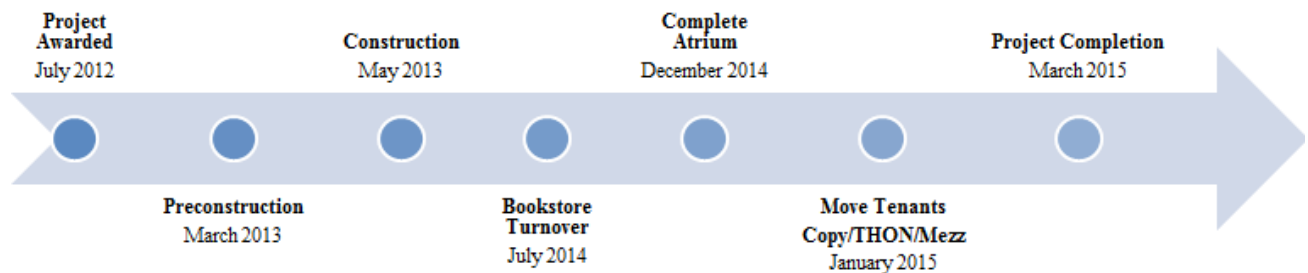 Project
Awarded
July 2012
Preconstruction
March 2013
Construction
May 2013
Bookstore
Turnover
July 2014
Complete
Atrium
December 2014
Move Tenants
Copy/THON/Mezz
January 2015
Project Completion
March 2015